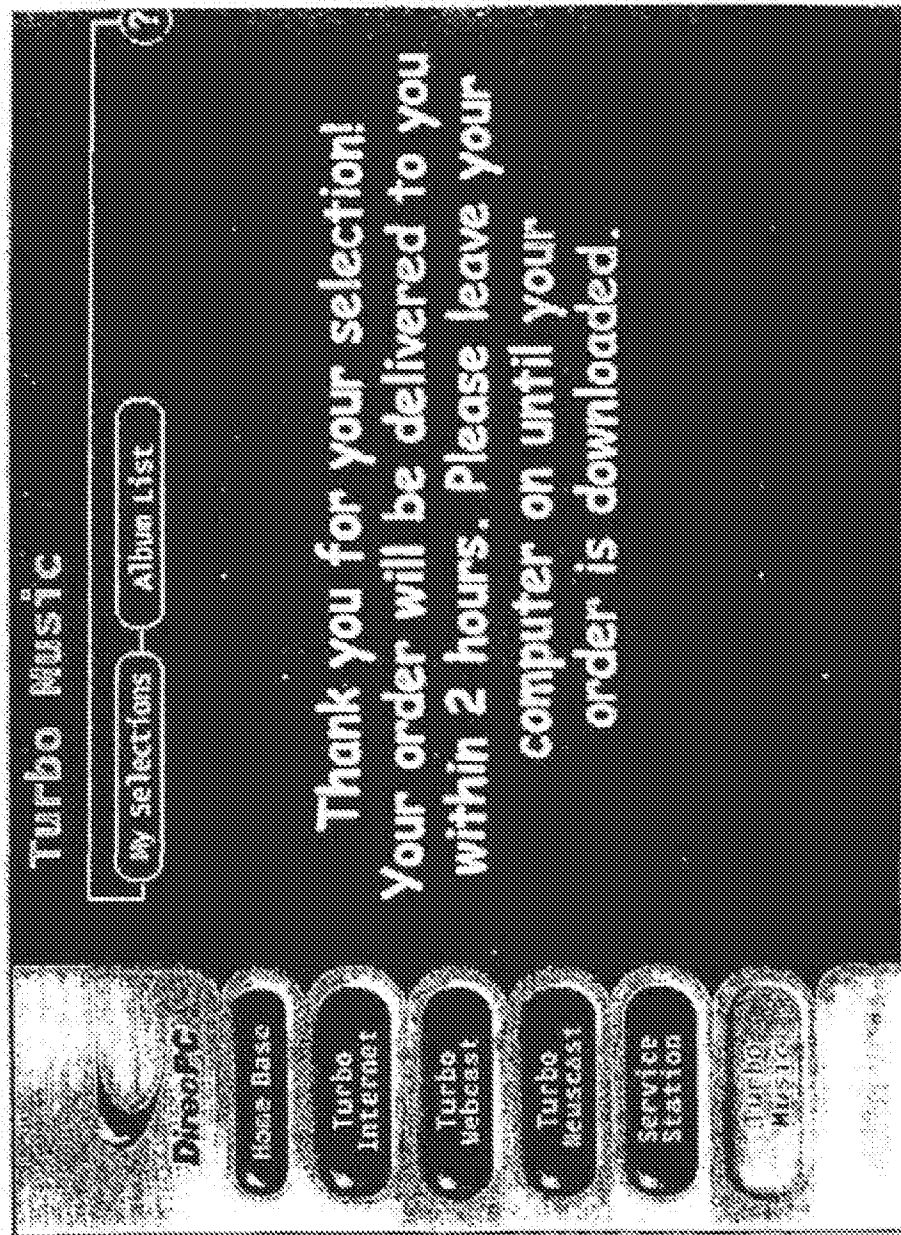 Turbo Music
?
My Selections
Album List
Thank you for your selection!
Your order will be delivered to you
within 2 hours. Please leave your
computer on until your
order is downloaded.
DirecPC
Home Base
Turbo
Internet
Turbo
Webcast
Turbo
Newscast
Service
Station
Turbo
Music